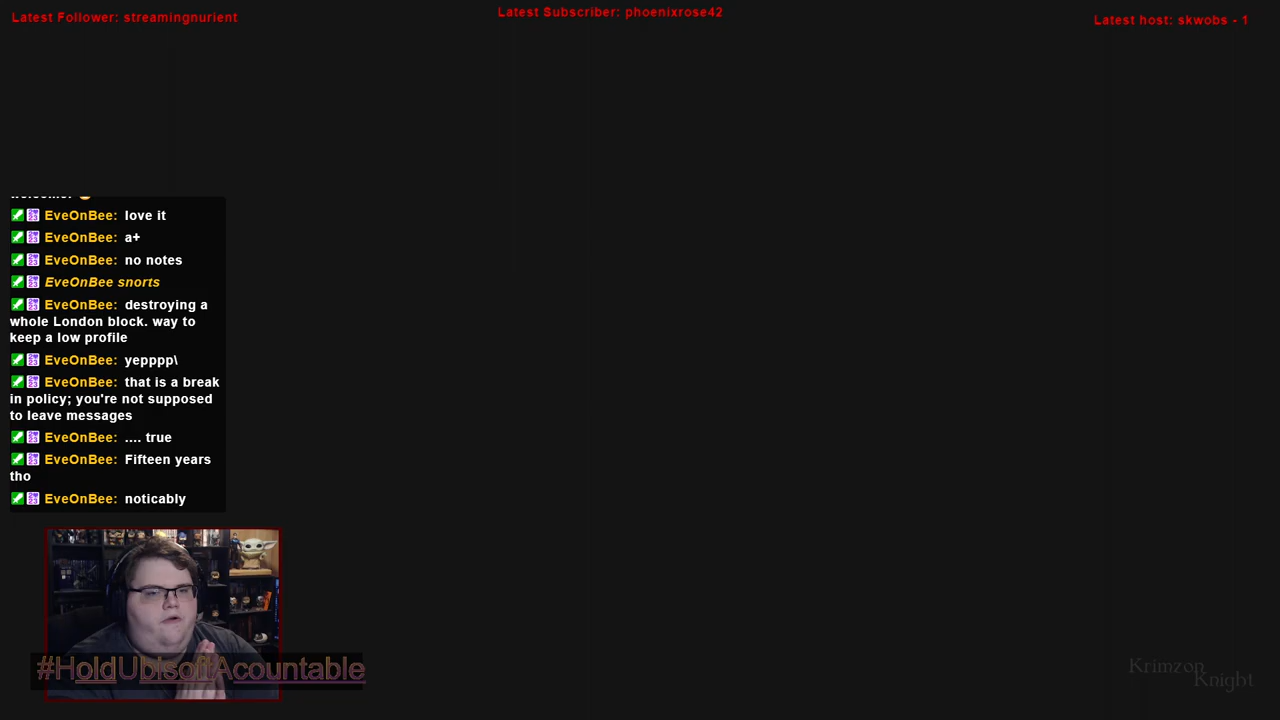 Latest Follower: streamingnurient
Latest Subscriber: phoenixrose42
Latest host: skwobs - 1
EveOnBee: love it
EveOnBee: a+
EveOnBee: no notes
EveOnBee snorts
EveOnBee: destroying a
whole London block. way to
keep a low profile
EveOnBee: yepppp\
EveOnBee: that is a break
in policy; you're not supposed
to leave messages
EveOnBee: .... true
EveOnBee: Fifteen years
tho
EveOnBee: noticably
#HoldUbisoftAcountable
Krimzon
Knight